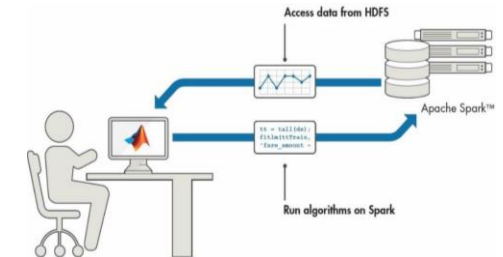 Access data from HDFS
Apache Spark™
tt = tall(ds);
fitlm(ttTrain,
'fare_amount ~
Run algorithms on Spark